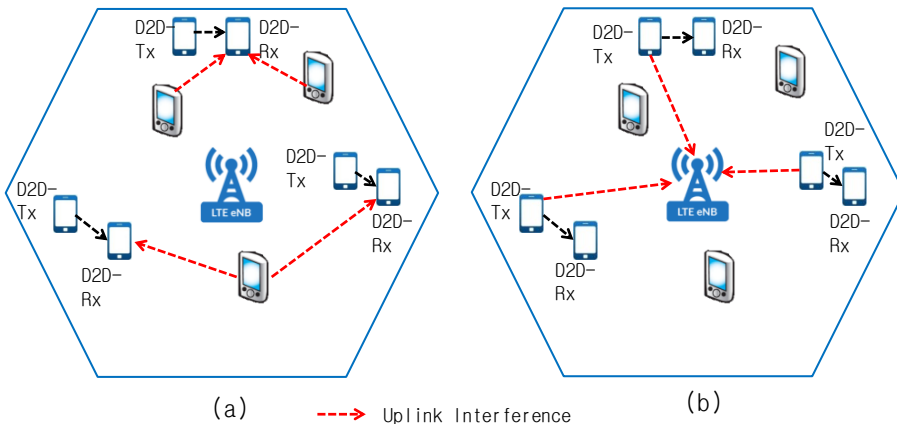 D2D-
Tx
D2D-
Rx
D2D-
Tx
D2D-
Rx
D2D-
Tx
D2D-
Rx
LTE eNB
D2D-
Tx
D2D-
Rx
D2D-
Tx
D2D-
Rx
D2D-
Tx
D2D-
Rx
LTE eNB
(a)
Uplink Interference
(b)